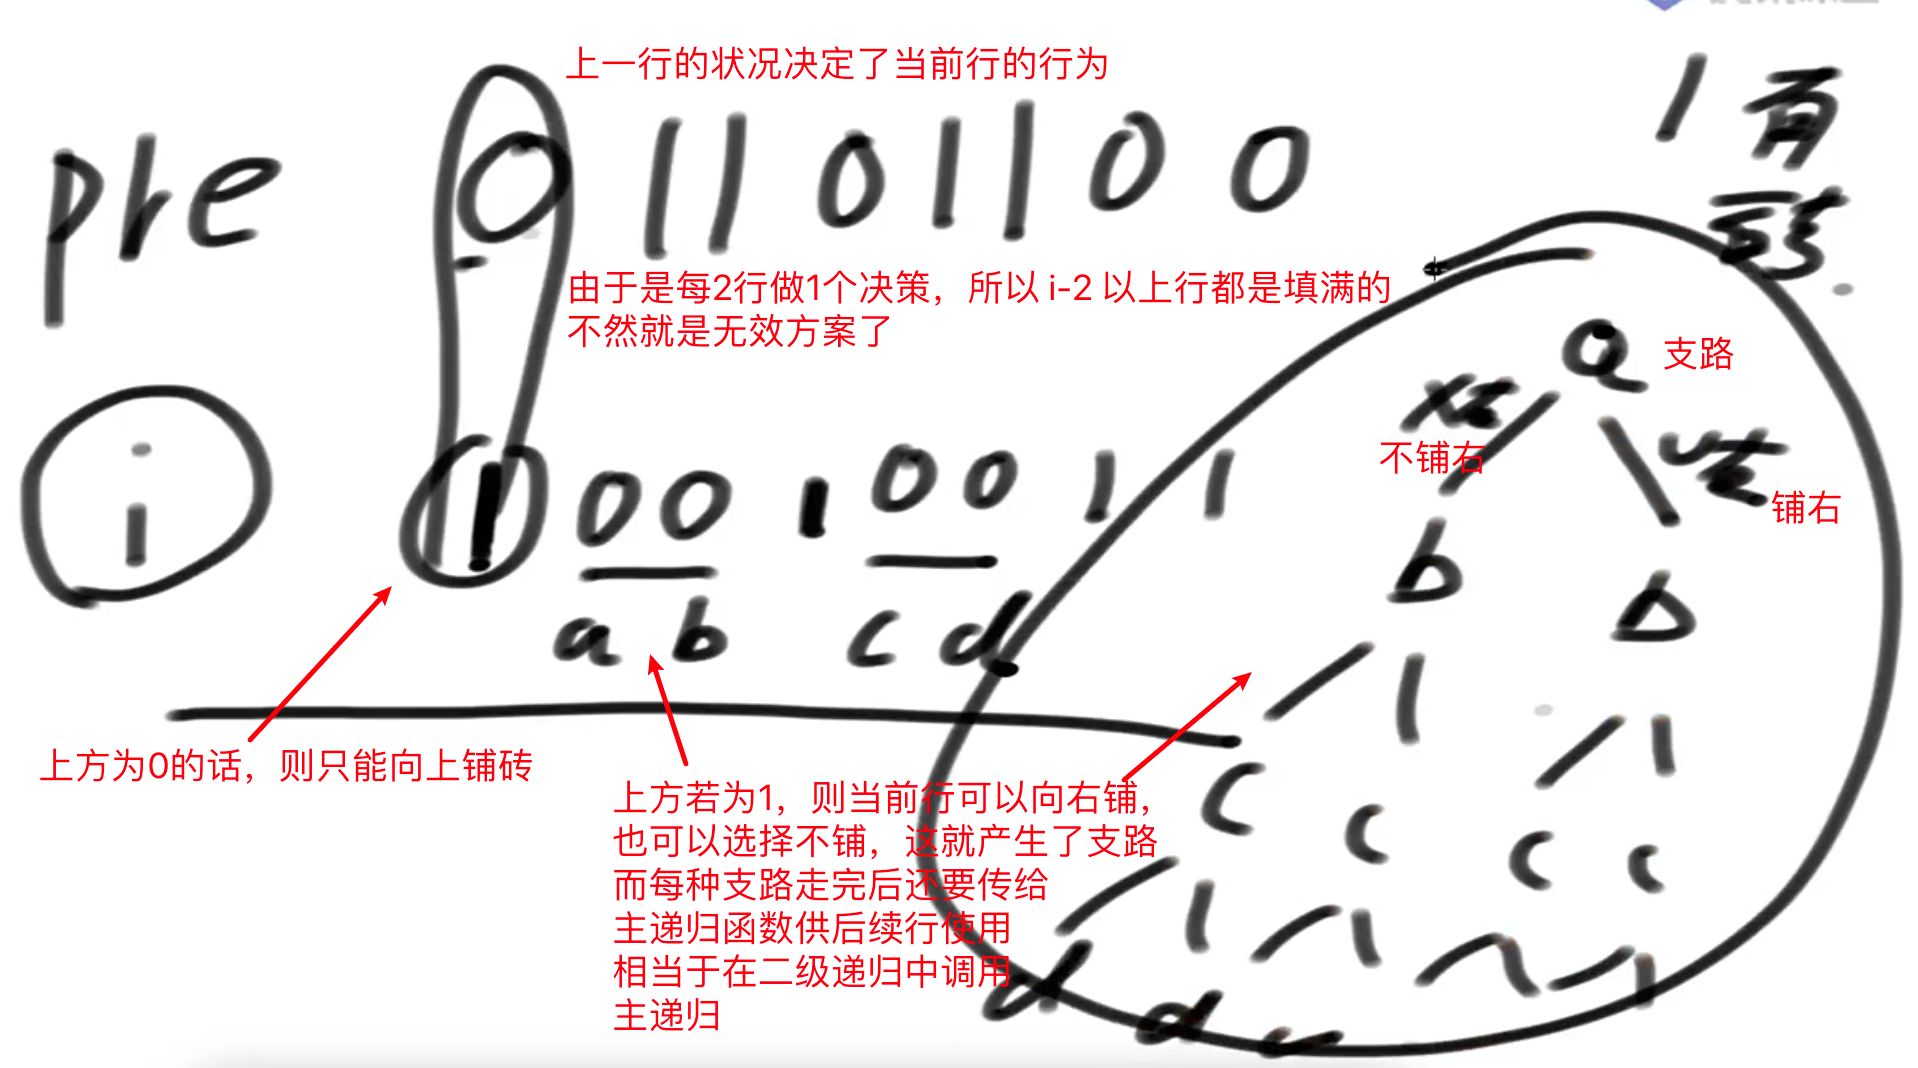 上一行的状况决定了当前行的行为
pre 0 1 1 0 1 1 0 0
由于是每2行做1个决策，所以 i-2 以上行都是填满的
不然就是无效方案了
a 支路
不铺右
铺右
i 1 0 0 1 0 0 1 1
b b
a b c d
上方为0的话，则只能向上铺砖
上方若为1，则当前行可以向右铺，
也可以选择不铺，这就产生了支路
而每种支路走完后还要传给
主递归函数供后续行使用
相当于在二级递归中调用
主递归
c c c c
d d